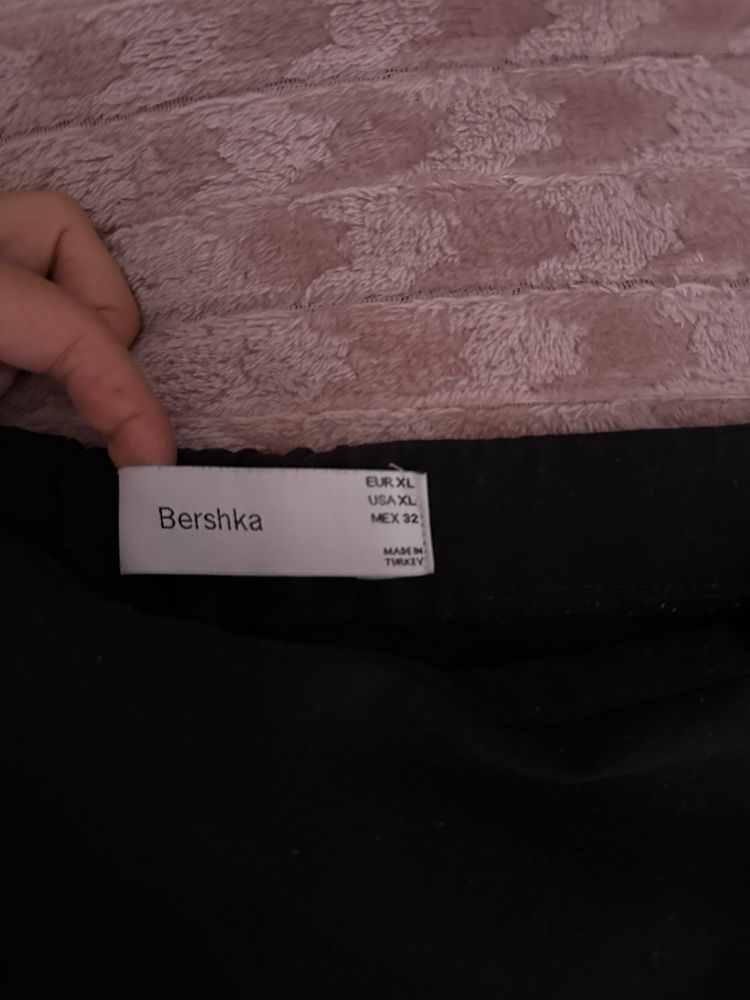 Bershka
EUR XL
USA XL
MEX 32
MADE IN
TURKEY